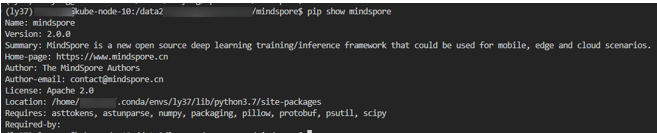 (ly37) kube-node-10:/data2 /mindspore$ pip show mindspore
Name: mindspore
Version: 2.0.0
Summary: MindSpore is a new open source deep learning training/inference framework that could be used for mobile, edge and cloud scenarios.
Home-page: https://www.mindspore.cn
Author: The MindSpore Authors
Author-email: contact@mindspore.cn
License: Apache 2.0
Location: /home/ .conda/envs/ly37/lib/python3.7/site-packages
Requires: asttokens, astunparse, numpy, packaging, pillow, protobuf, psutil, scipy
Required-by: